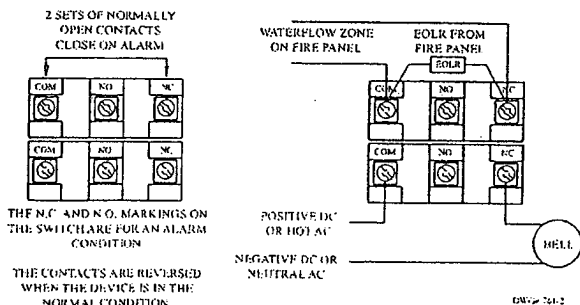 2 SETS OF NORMALLY
OPEN CONTACTS
CLOSE ON ALARM
COM NO NC
COM NO NC
THE N.C. AND N.O. MARKINGS ON
THE SWITCH ARE FOR AN ALARM
CONDITION
THE CONTACTS ARE REVERSED
WHEN THE DEVICE IS IN THE
NORMAL CONDITION
WATERFLOW ZONE
ON FIRE PANEL
EOLR FROM
FIRE PANEL
EOLR
COM NO NC
COM NO NC
POSITIVE DC
OR HOT AC
NEGATIVE DC OR
NEUTRAL AC
BELL
DWG# 761-2